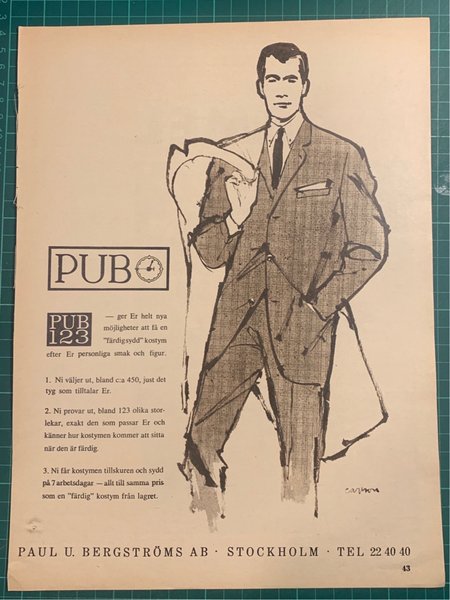 PUB
PUB
123
— ger Er helt nya
möjligheter att få en
"färdigsydd" kostym
efter Er personliga smak och figur.
1. Ni väljer ut, bland c:a 450, just det
tyg som tilltalar Er.
2. Ni provar ut, bland 123 olika stor-
lekar, exakt den som passar Er och
känner hur kostymen kommer att sitta
när den är färdig.
3. Ni får kostymen tillskuren och sydd
på 7 arbetsdagar — allt till samma pris
som en "färdig" kostym från lagret.
PAUL U. BERGSTRÖMS AB · STOCKHOLM · TEL 22 40 40
43